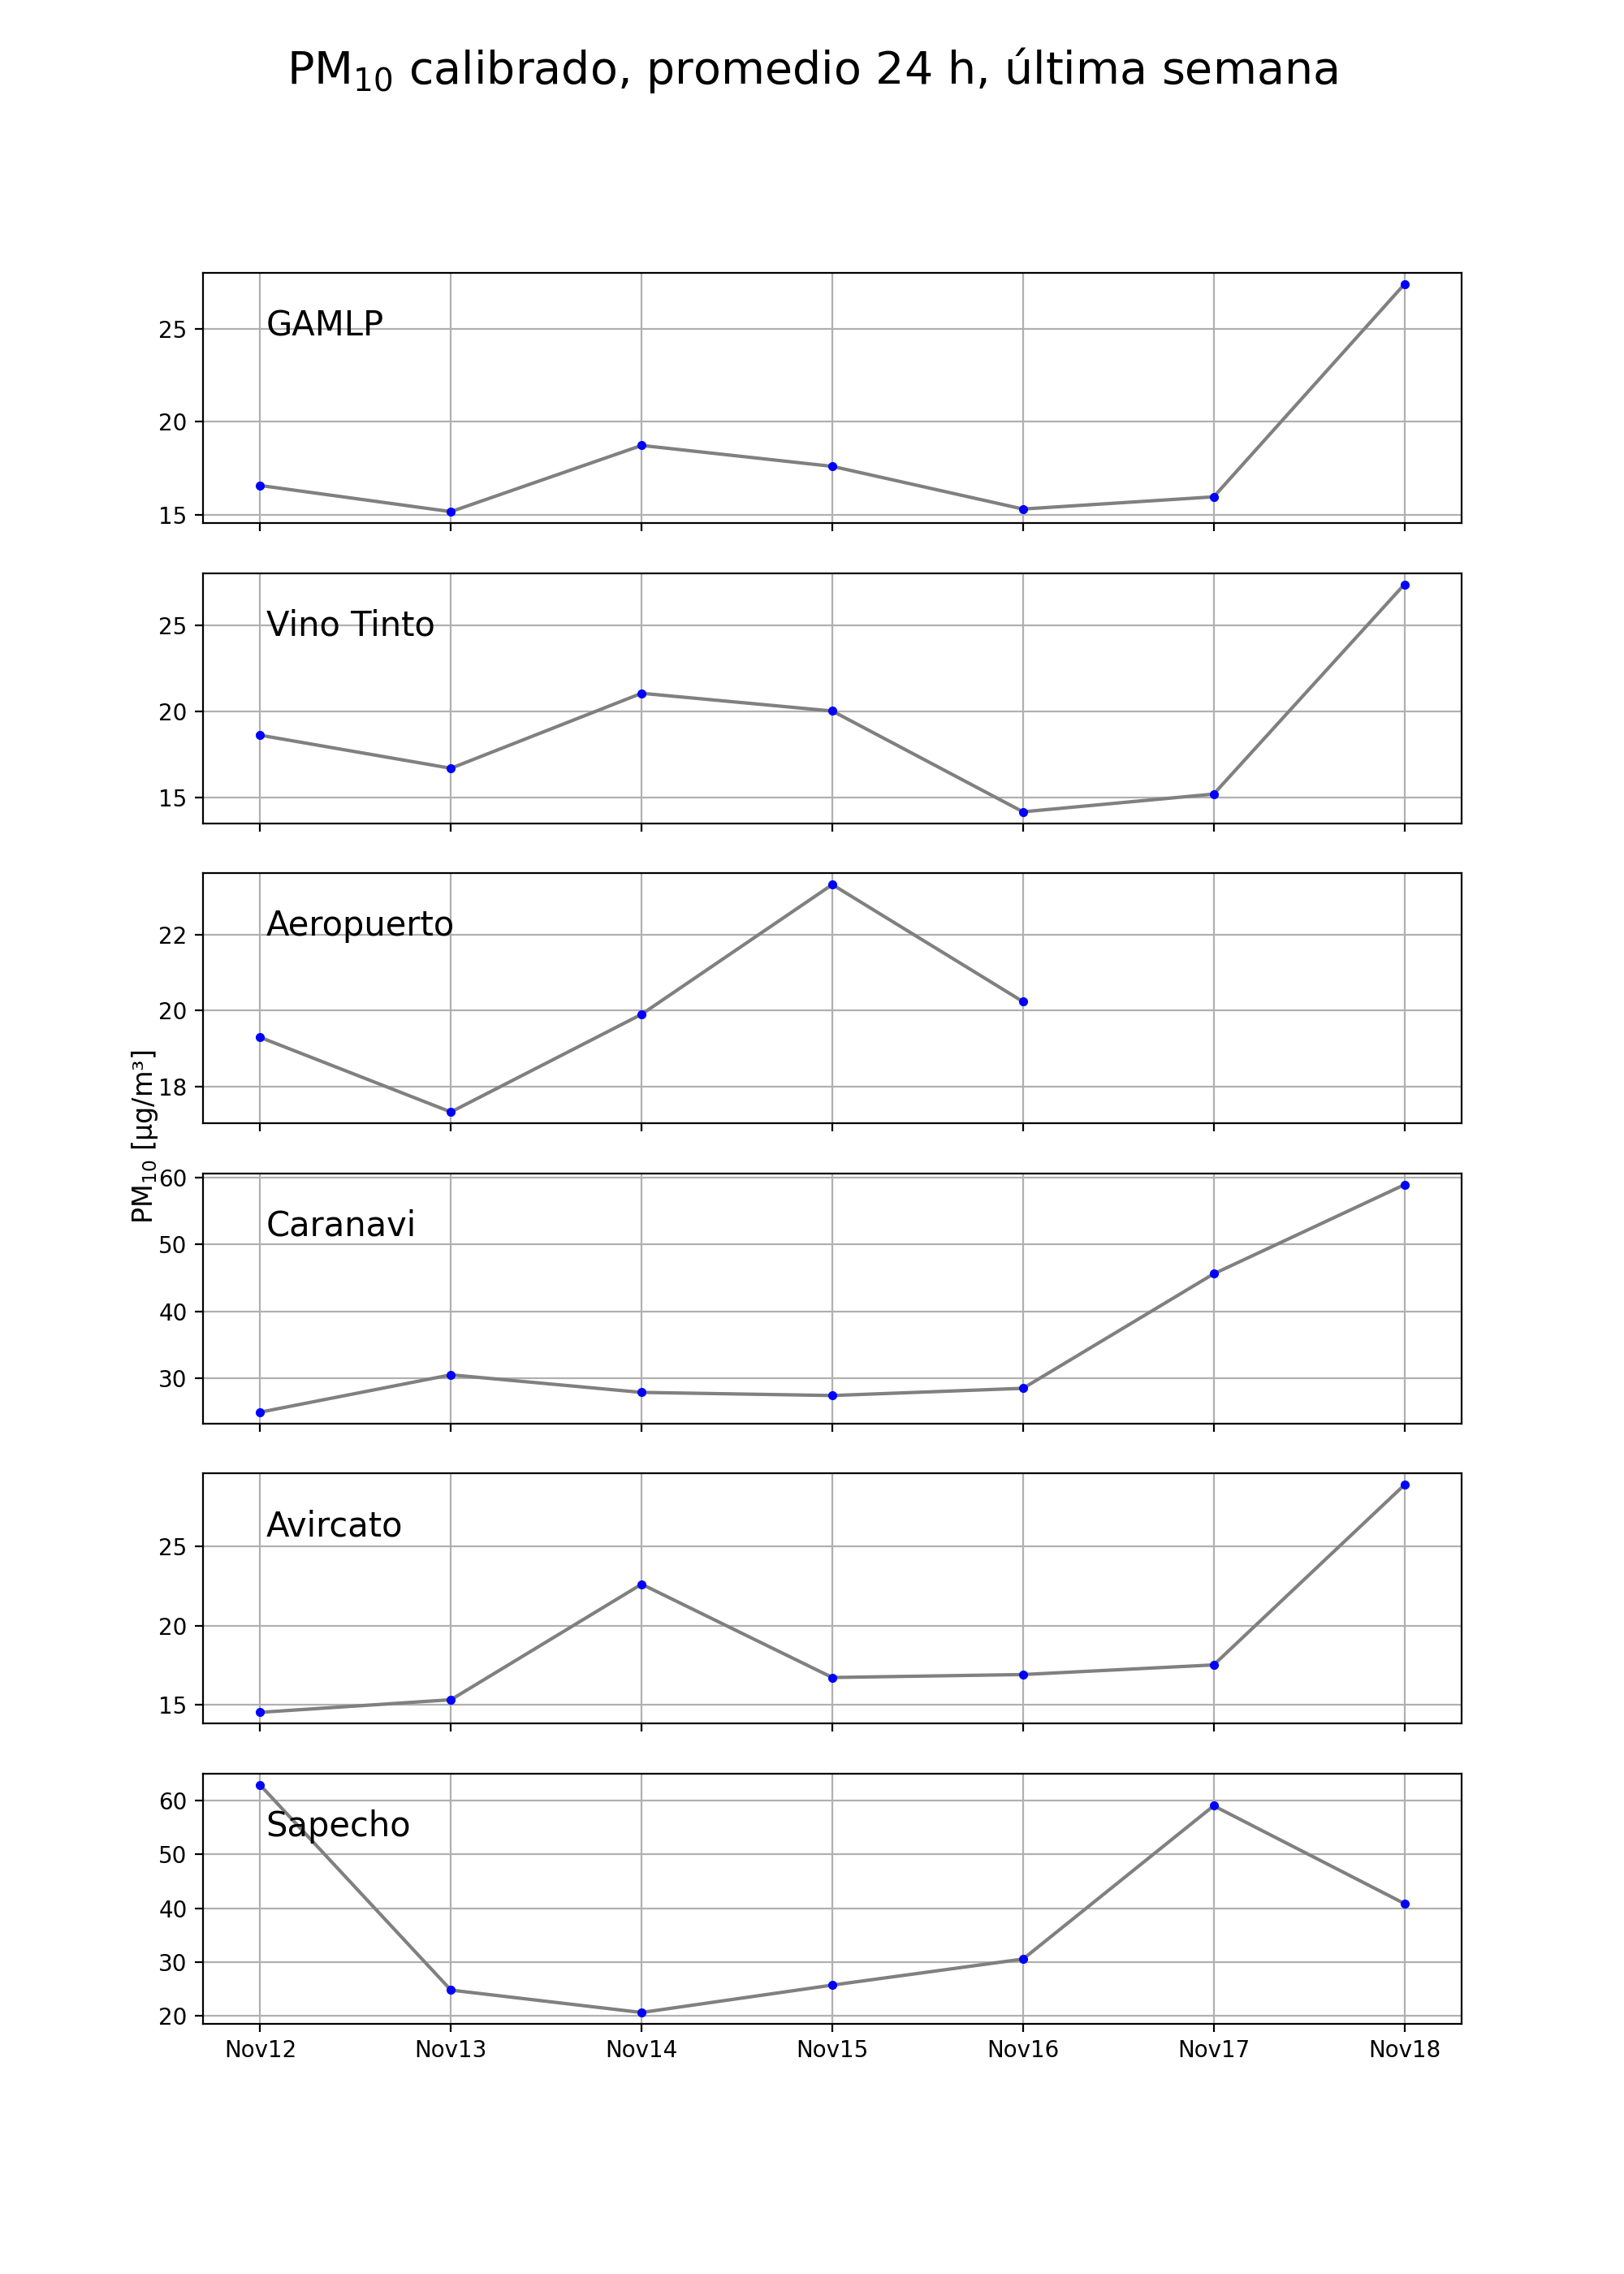 PM₁₀ calibrado, promedio 24 h, última semana
GAMLP
25
20
15
Vino Tinto
25
20
15
Aeropuerto
22
20
18
PM₁₀ [µg/m³]
Caranavi
60
50
40
30
Avircato
25
20
15
Sapecho
60
50
40
30
20
Nov12 Nov13 Nov14 Nov15 Nov16 Nov17 Nov18